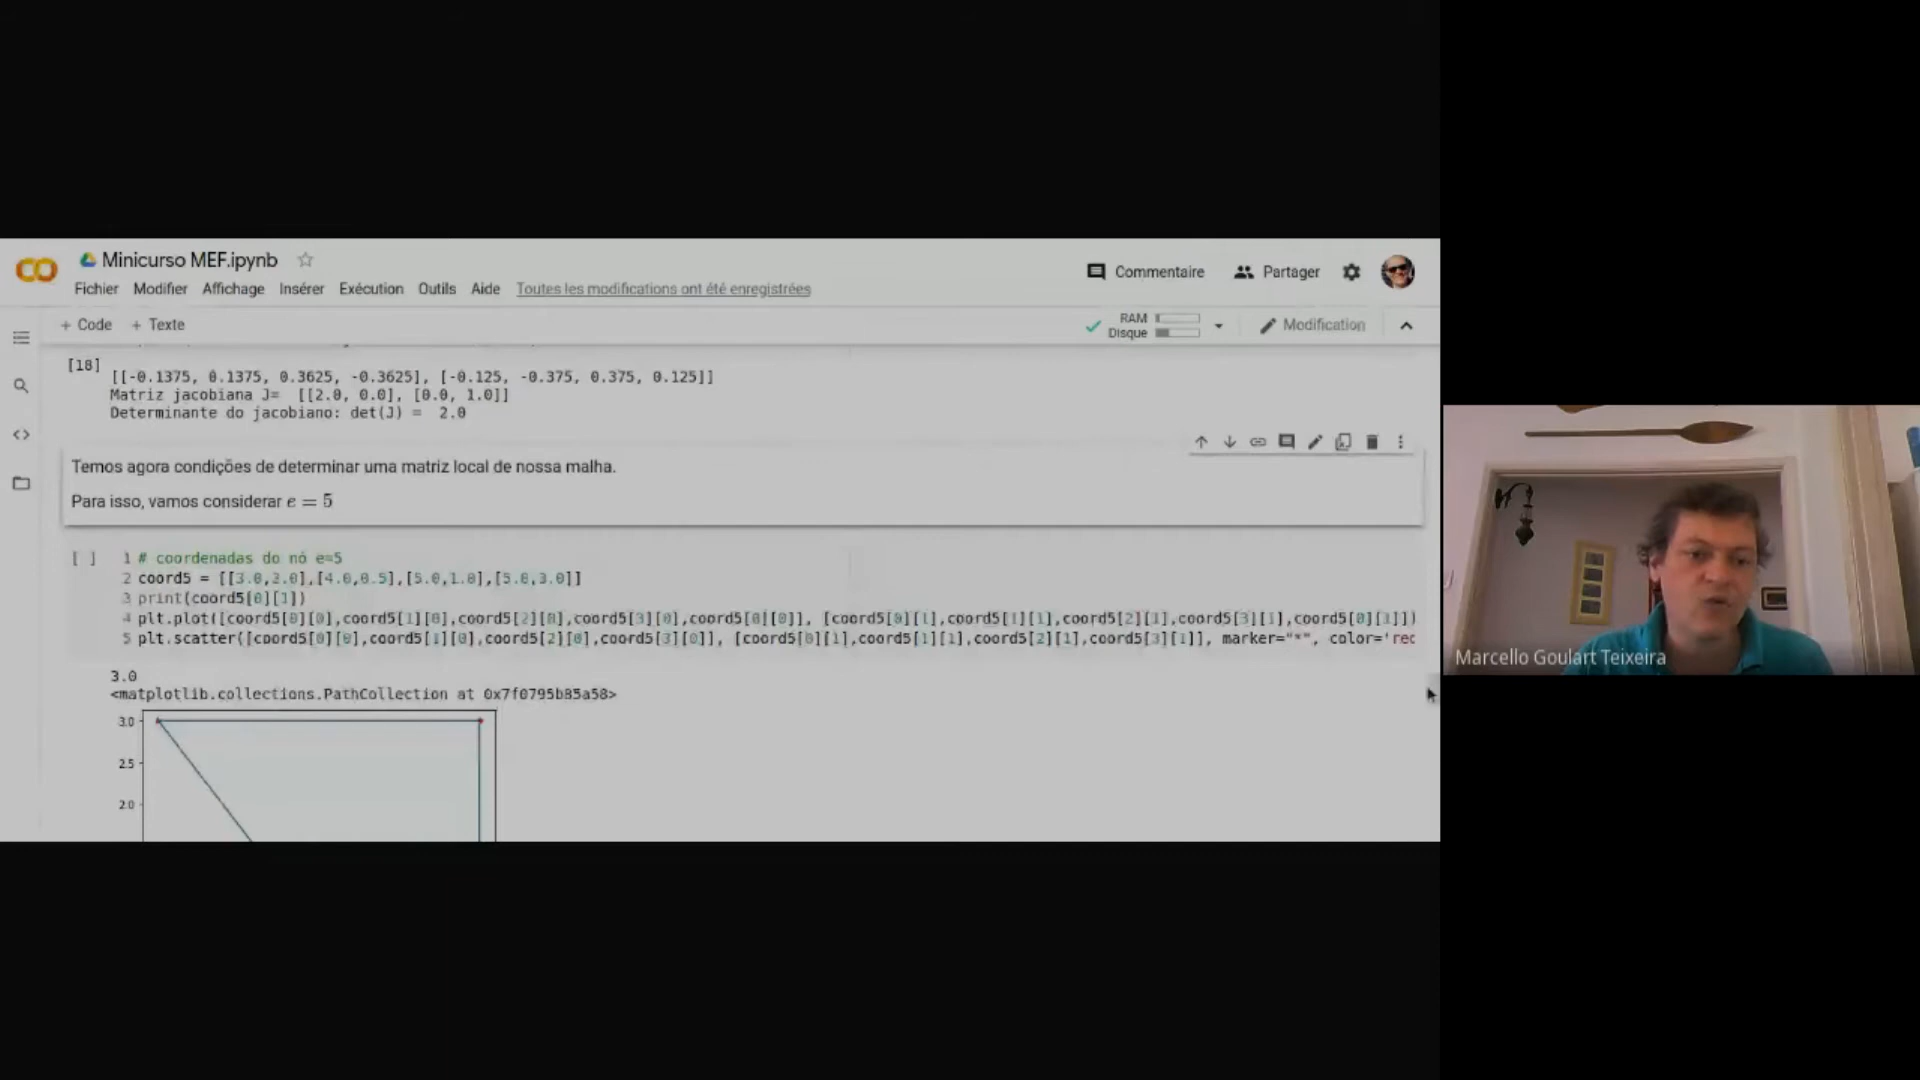 Minicurso MEF.ipynb
Commentaire
Partager
Fichier Modifier Affichage Insérer Exécution Outils Aide Toutes les modifications ont été enregistrées
+ Code + Texte
RAM
Disque
Modification
[18]
[[-0.1375, 0.1375, 0.3625, -0.3625], [-0.125, -0.375, 0.375, 0.125]]
Matriz jacobiana J= [[2.0, 0.0], [0.0, 1.0]]
Determinante do jacobiano: det(J) = 2.0
Temos agora condições de determinar uma matriz local de nossa malha.
Para isso, vamos considerar e = 5
[ ]
1 # coordenadas do nó e=5
2 coord5 = [[3.0,3.0],[4.0,0.5],[5.0,1.0],[5.0,3.0]]
3 print(coord5[0][1])
4 plt.plot([coord5[0][0],coord5[1][0],coord5[2][0],coord5[3][0],coord5[0][0]], [coord5[0][1],coord5[1][1],coord5[2][1],coord5[3][1],coord5[0][1]])
5 plt.scatter([coord5[0][0],coord5[1][0],coord5[2][0],coord5[3][0]], [coord5[0][1],coord5[1][1],coord5[2][1],coord5[3][1]], marker="*", color='rec
3.0
<matplotlib.collections.PathCollection at 0x7f0795b85a58>
3.0
2.5
2.0
Marcello Goulart Teixeira